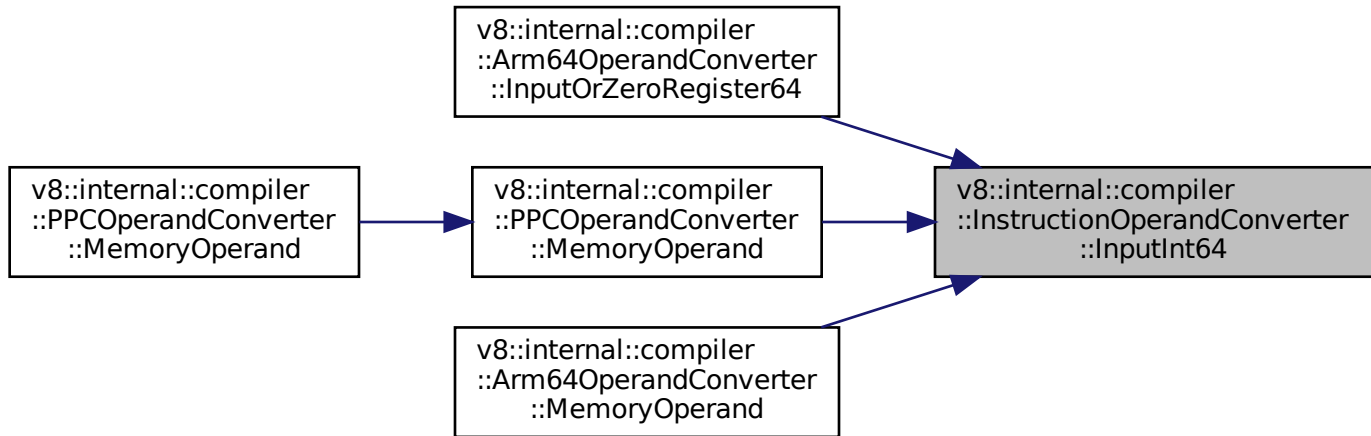 v8::internal::compiler
::Arm64OperandConverter
::InputOrZeroRegister64
v8::internal::compiler
::PPCOperandConverter
::MemoryOperand
v8::internal::compiler
::PPCOperandConverter
::MemoryOperand
v8::internal::compiler
::InstructionOperandConverter
::InputInt64
v8::internal::compiler
::Arm64OperandConverter
::MemoryOperand